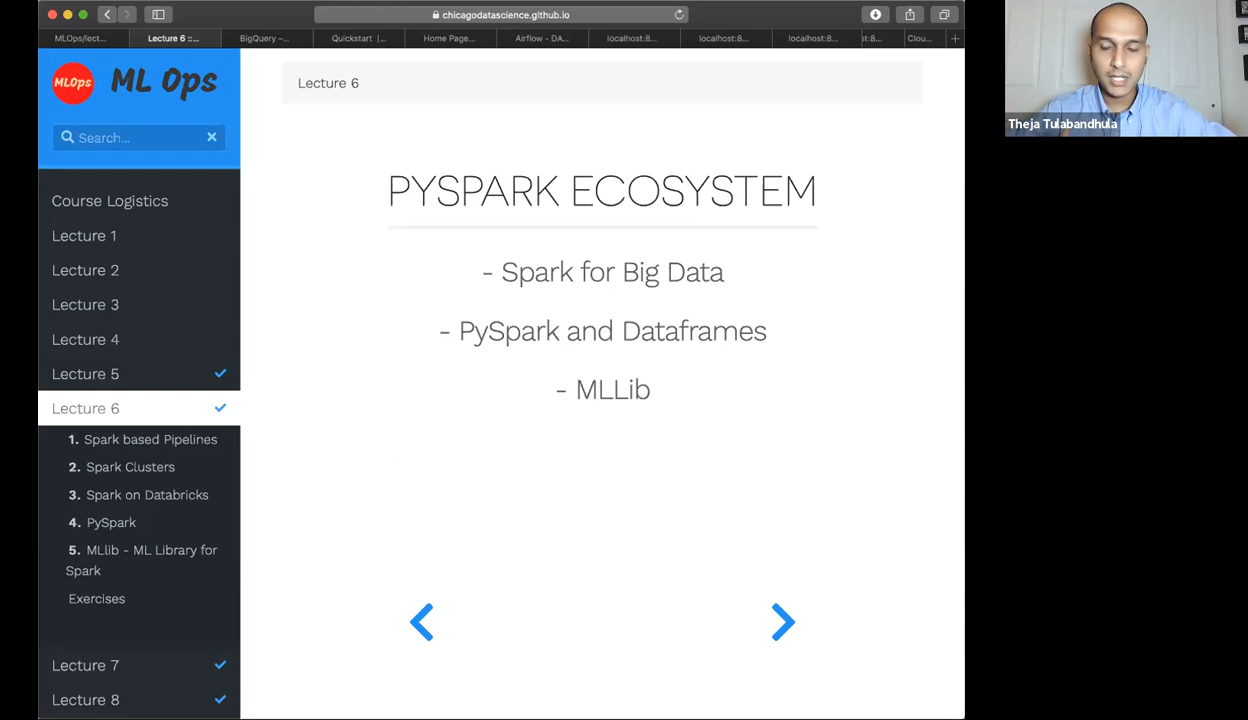 chicagodatascience.github.io
MLOps/lect...
Lecture 6 ::...
BigQuery –...
Quickstart |...
Home Page...
Airflow - DA...
localhost:8...
localhost:8...
localhost:8...
st:8...
Clou...
MLOps
ML Ops
Search...
Course Logistics
Lecture 1
Lecture 2
Lecture 3
Lecture 4
Lecture 5
Lecture 6
1. Spark based Pipelines
2. Spark Clusters
3. Spark on Databricks
4. PySpark
5. MLlib - ML Library for
Spark
Exercises
Lecture 7
Lecture 8
Lecture 6
PYSPARK ECOSYSTEM
- Spark for Big Data
- PySpark and Dataframes
- MLLib
Theja Tulabandhula